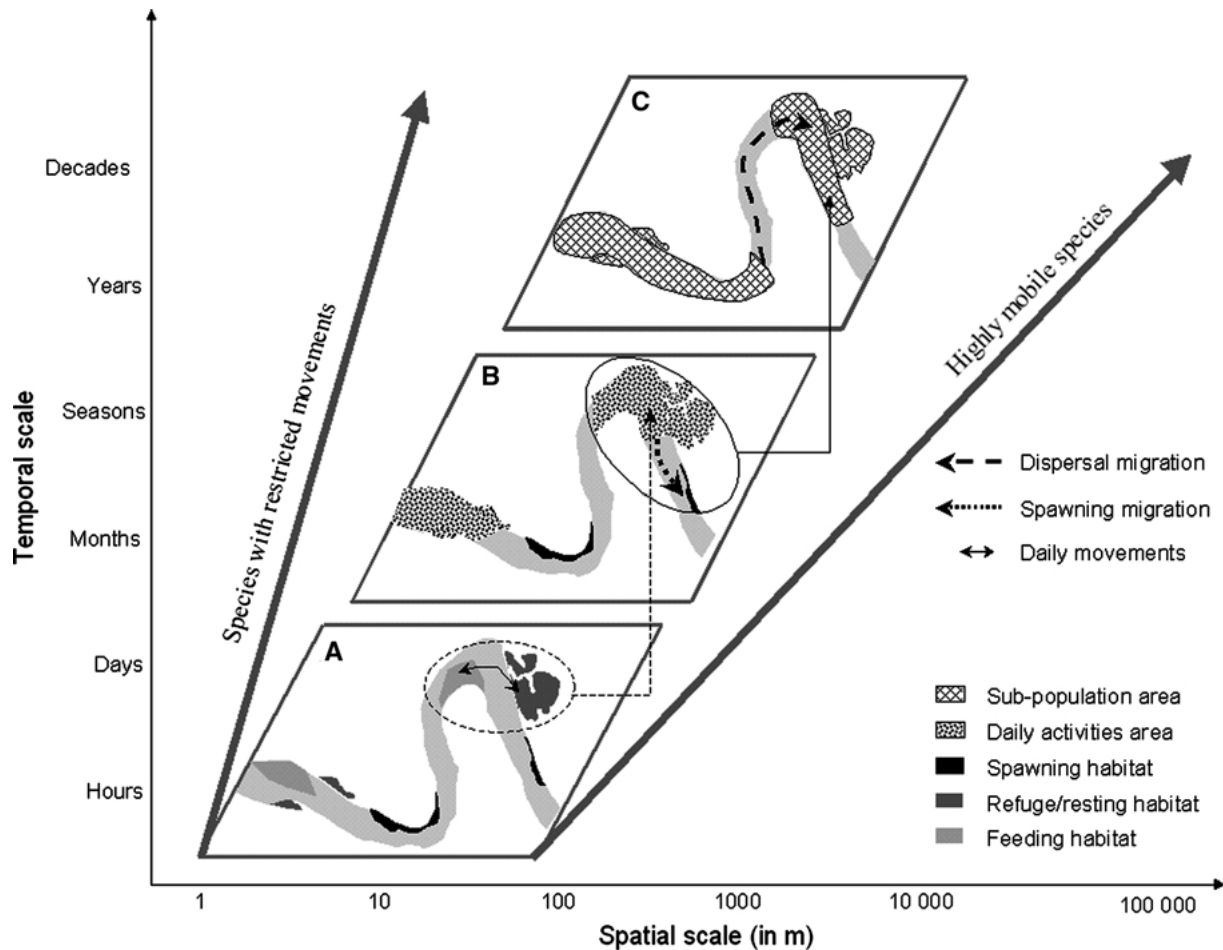 C
Decades
Years
Species with restricted movements
Highly mobile species
B
Temporal scale
Seasons
Months
Dispersal migration
Spawning migration
Daily movements
A
Days
Hours
Sub-population area
Daily activities area
Spawning habitat
Refuge/resting habitat
Feeding habitat
1 10 100 1000 10 000 100 000
Spatial scale (in m)